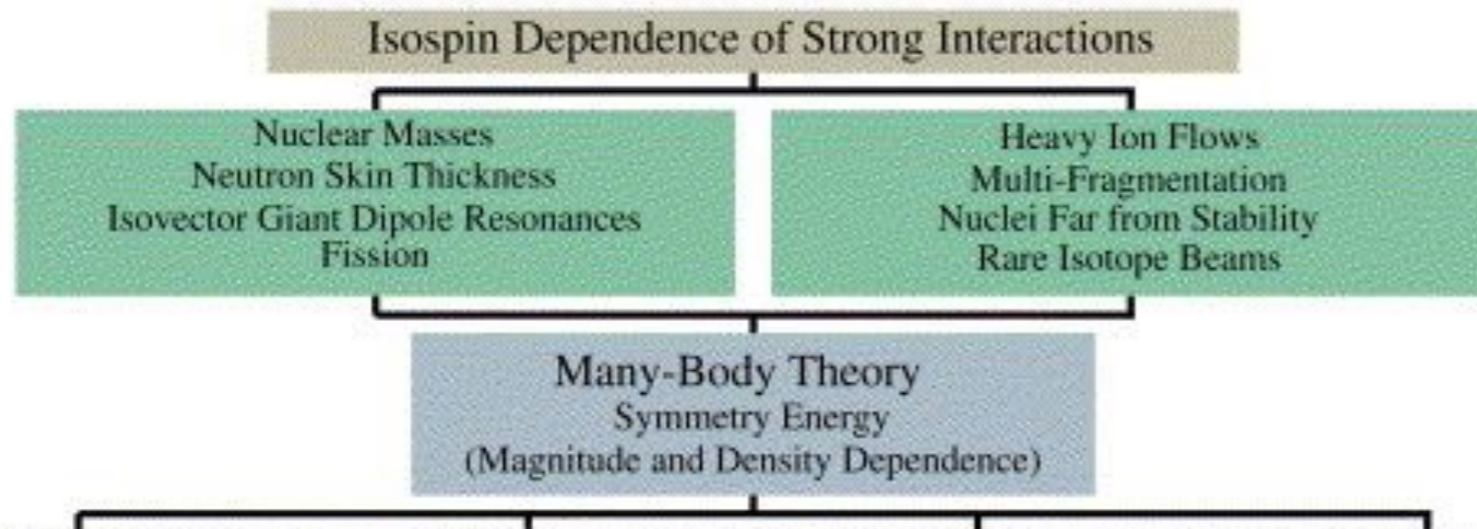 Isospin Dependence of Strong Interactions
Nuclear Masses
Neutron Skin Thickness
Isovector Giant Dipole Resonances
Fission
Heavy Ion Flows
Multi-Fragmentation
Nuclei Far from Stability
Rare Isotope Beams
Many-Body Theory
Symmetry Energy
(Magnitude and Density Dependence)